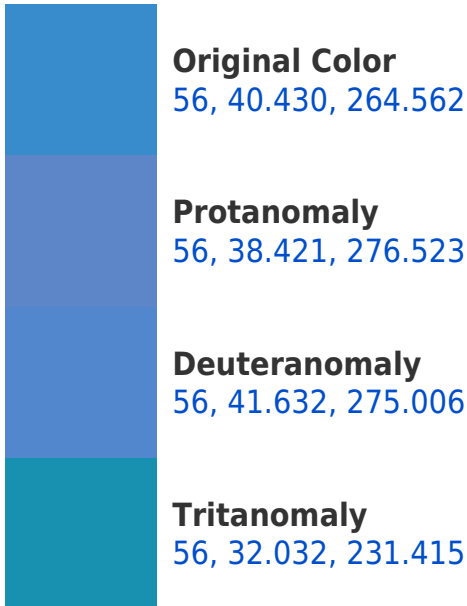 Original Color
56, 40.430, 264.562
Protanomaly
56, 38.421, 276.523
Deuteranomaly
56, 41.632, 275.006
Tritanomaly
56, 32.032, 231.415